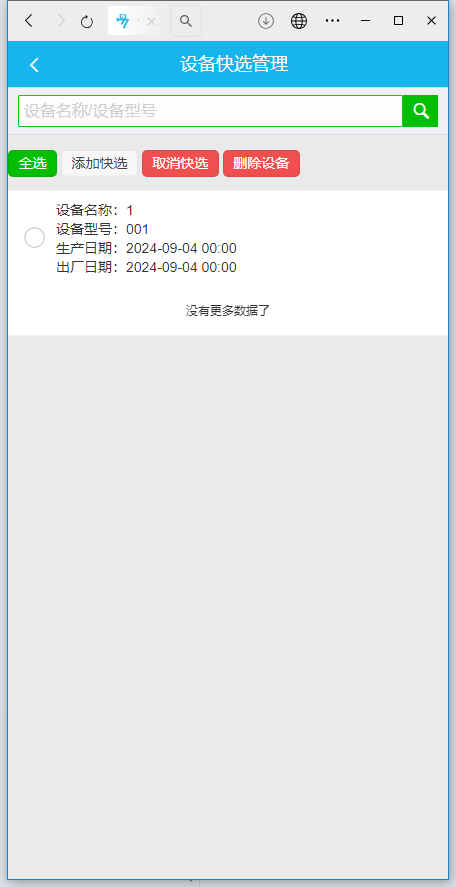 设备快选管理
设备名称/设备型号
全选 添加快选 取消快选 删除设备
设备名称：1
设备型号：001
生产日期：2024-09-04 00:00
出厂日期：2024-09-04 00:00
没有更多数据了